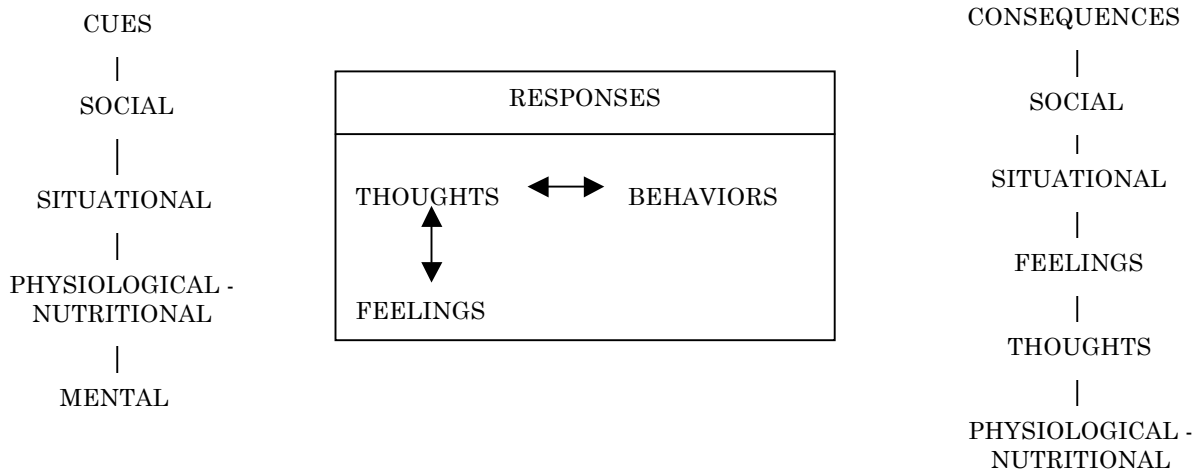 CUES
SOCIAL
SITUATIONAL
PHYSIOLOGICAL -
NUTRITIONAL
MENTAL
RESPONSES
THOUGHTS BEHAVIORS
FEELINGS
CONSEQUENCES
SOCIAL
SITUATIONAL
FEELINGS
THOUGHTS
PHYSIOLOGICAL -
NUTRITIONAL